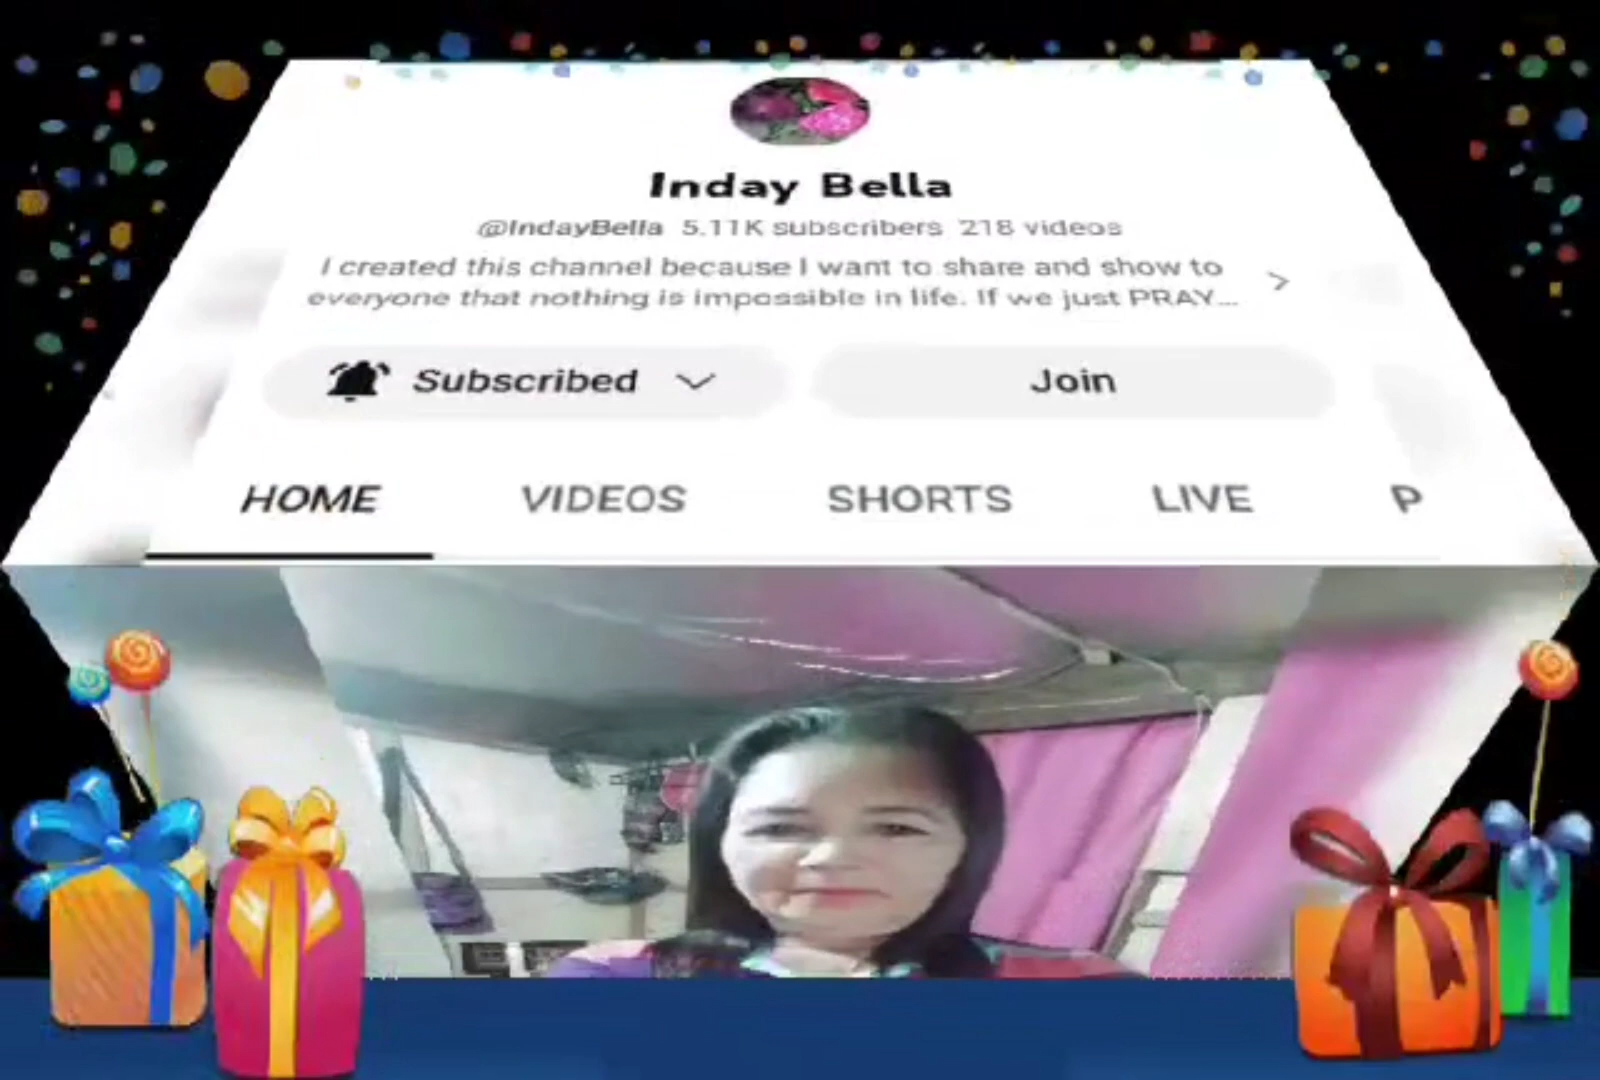 Inday Bella
@IndayBella 5.11K subscribers 218 videos
I created this channel because I want to share and show to
everyone that nothing is impossible in life. If we just PRAY...
Subscribed
Join
HOME VIDEOS SHORTS LIVE P